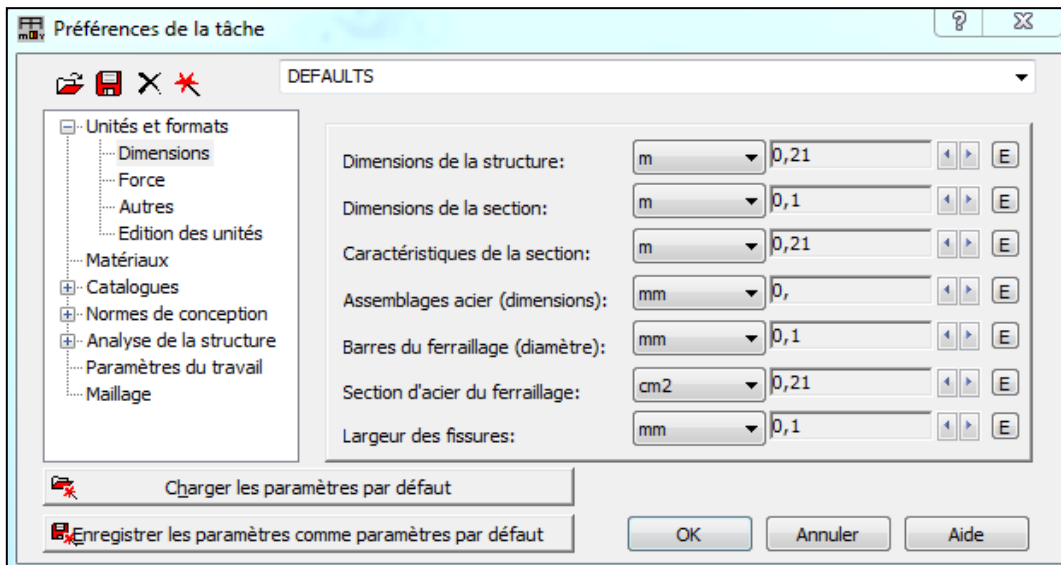 Préférences de la tâche
DEFAULTS
Unités et formats
Dimensions
Force
Autres
Edition des unités
Matériaux
Catalogues
Normes de conception
Analyse de la structure
Paramètres du travail
Maillage
Dimensions de la structure: m 0,21 E
Dimensions de la section: m 0,1 E
Caractéristiques de la section: m 0,21 E
Assemblages acier (dimensions): mm 0, E
Barres du ferraillage (diamètre): mm 0,1 E
Section d'acier du ferraillage: cm2 0,21 E
Largeur des fissures: mm 0,1 E
Charger les paramètres par défaut
Enregistrer les paramètres comme paramètres par défaut
OK Annuler Aide